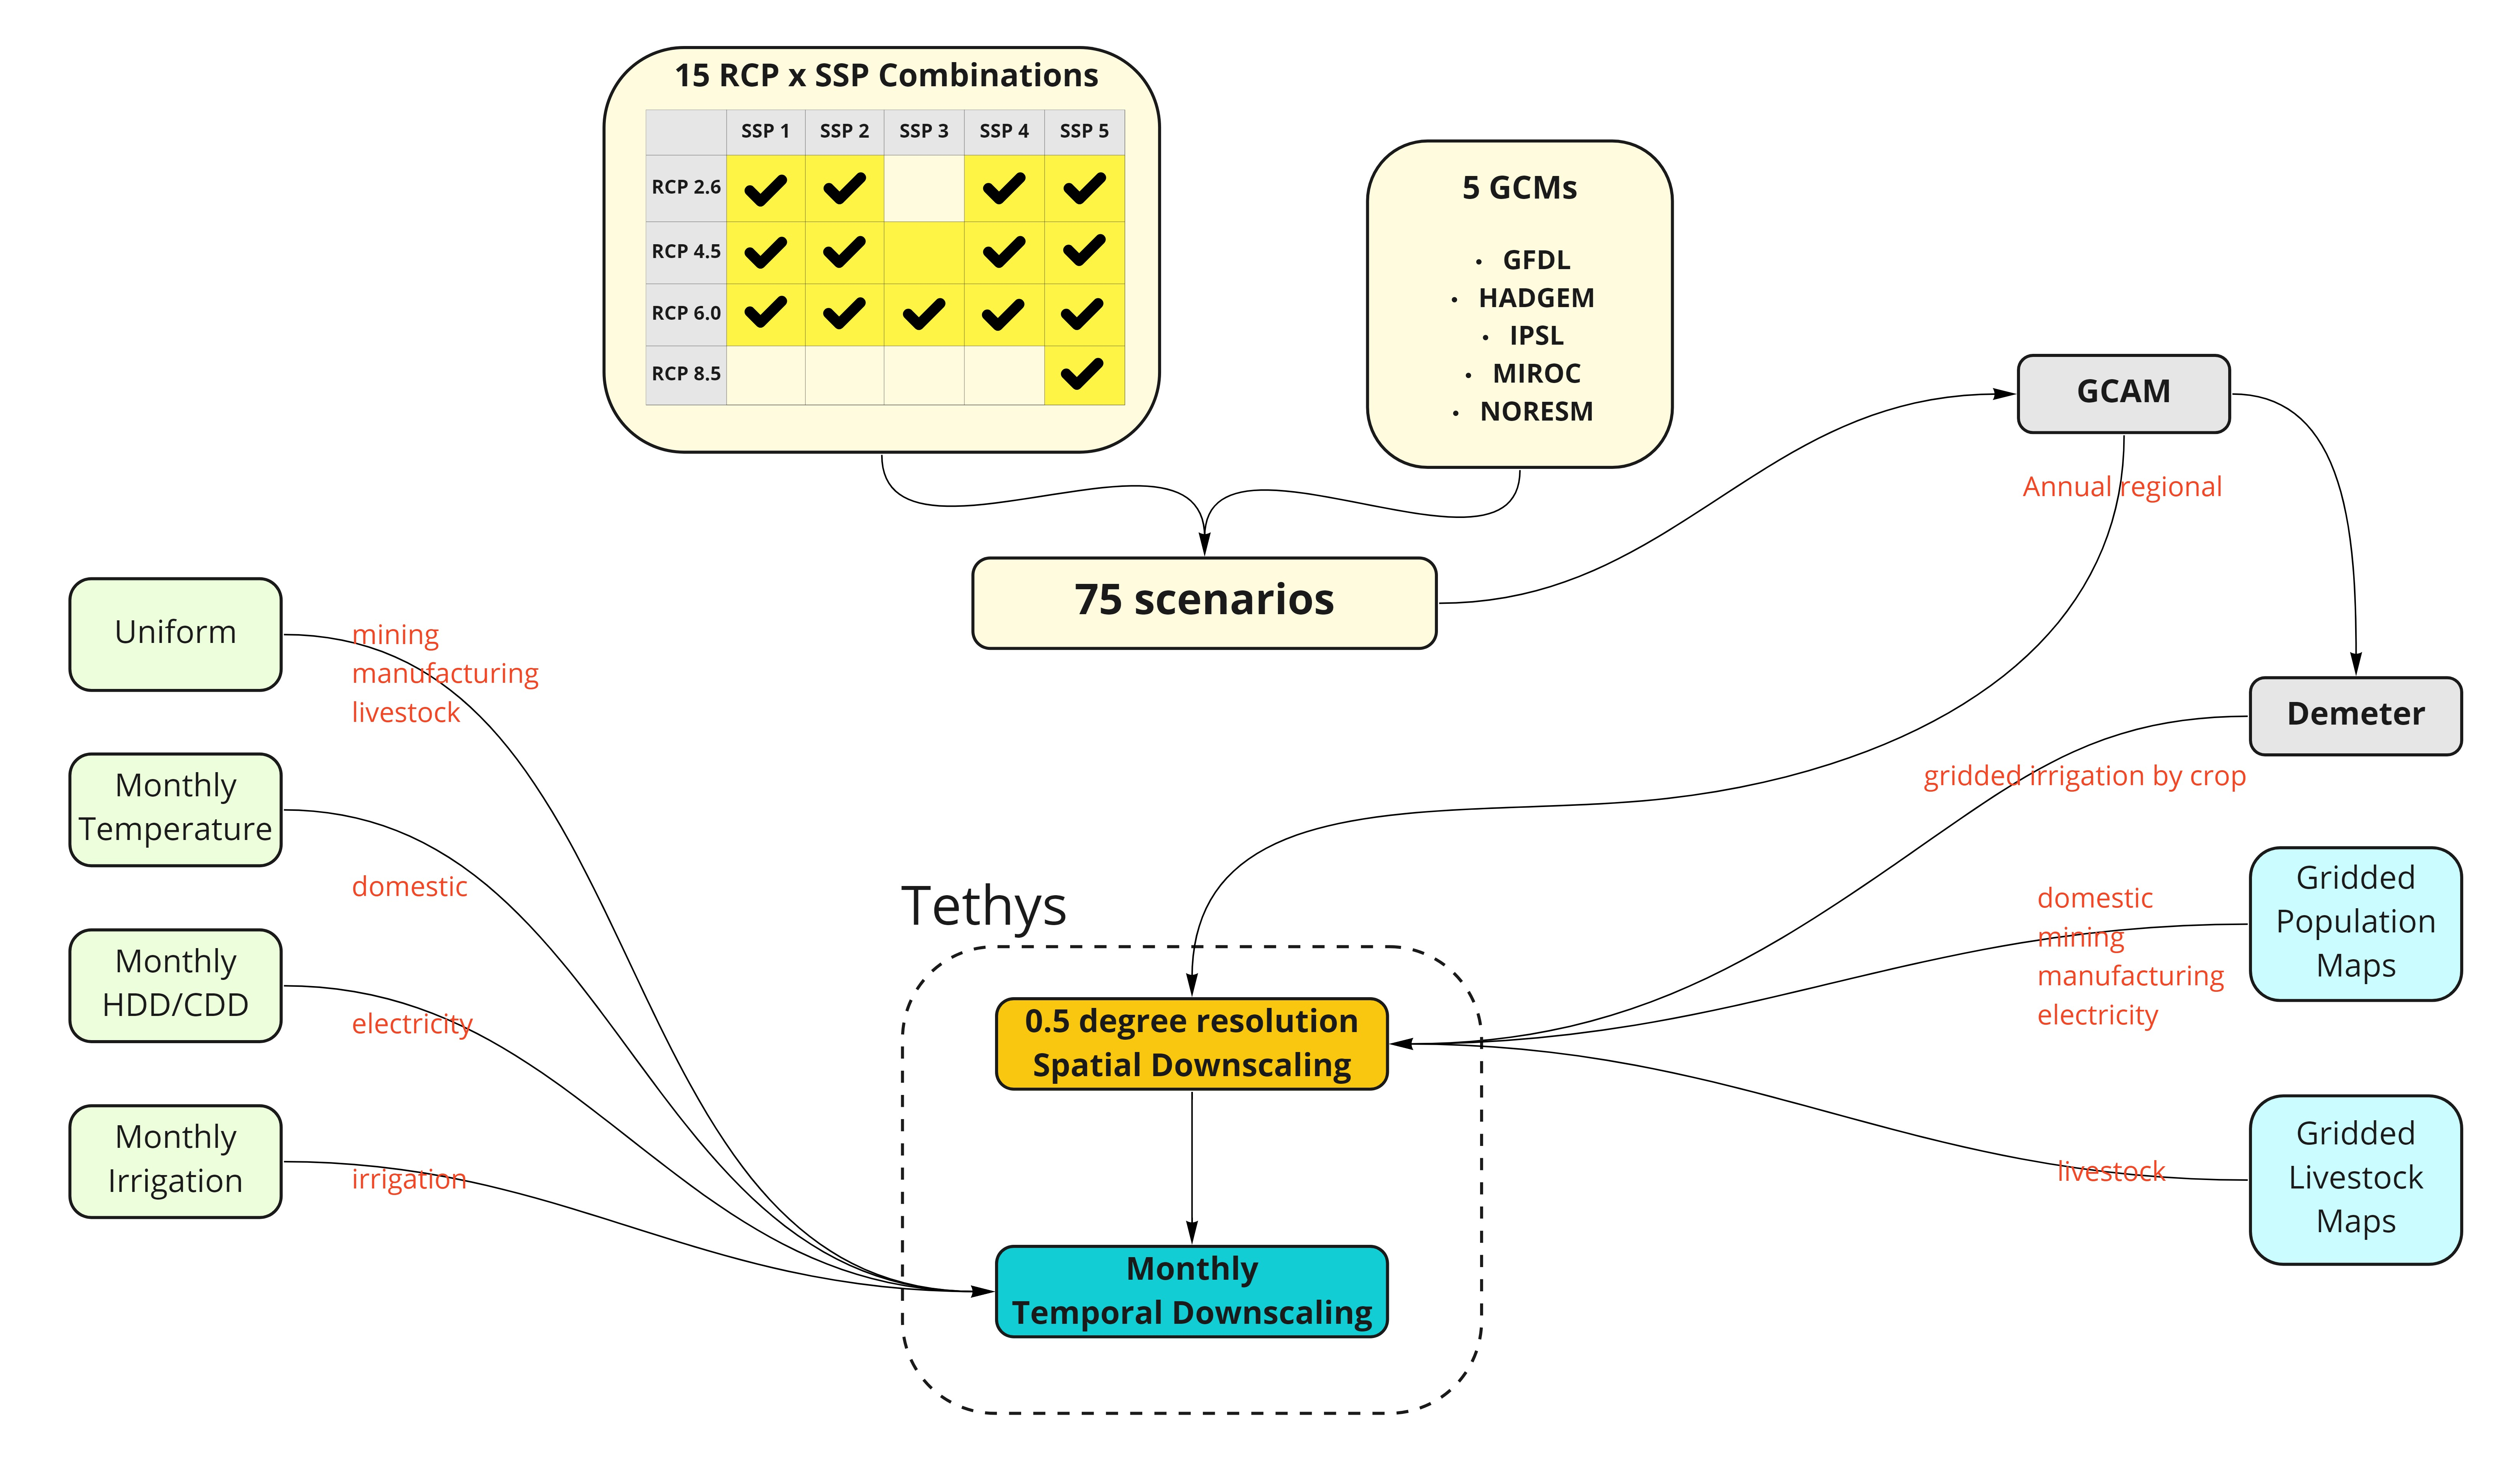 15 RCP x SSP Combinations
SSP 1 SSP 2 SSP 3 SSP 4 SSP 5
RCP 2.6
RCP 4.5
RCP 6.0
RCP 8.5
5 GCMs
• GFDL
• HADGEM
• IPSL
• MIROC
• NORESM
75 scenarios
GCAM
Annual regional
Demeter
gridded irrigation by crop
Uniform
mining
manufacturing
livestock
Monthly
Temperature
domestic
Monthly
HDD/CDD
electricity
Monthly
Irrigation
irrigation
Tethys
0.5 degree resolution
Spatial Downscaling
Monthly
Temporal Downscaling
Gridded
Population
Maps
domestic
mining
manufacturing
electricity
Gridded
Livestock
Maps
livestock